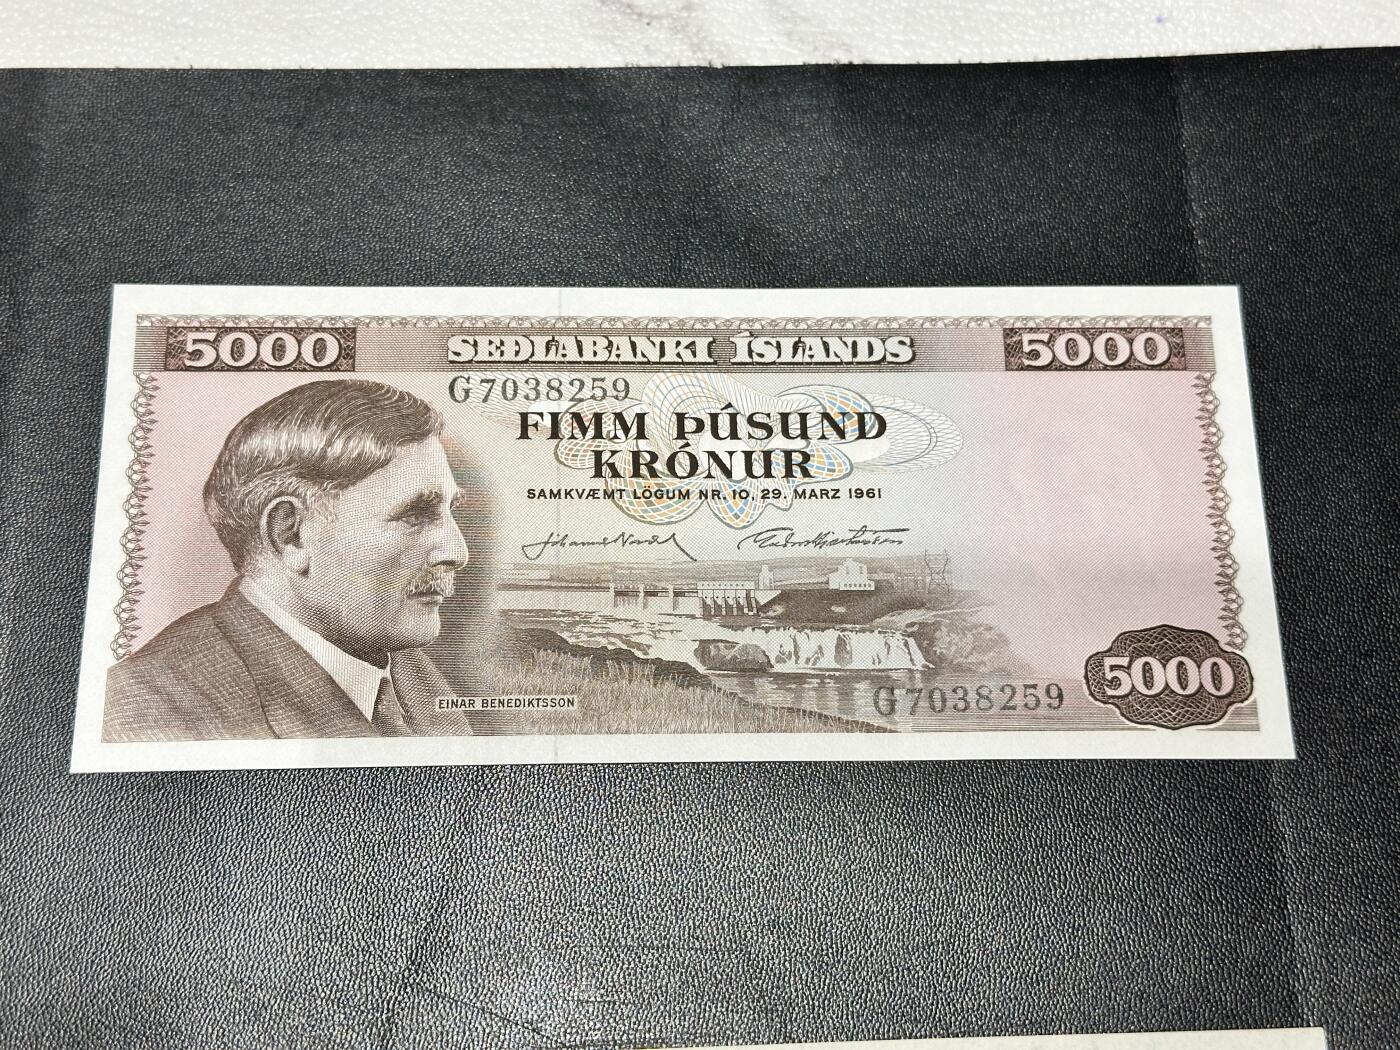 5000 SEÐLABANKI ÍSLANDS 5000
G7038259
FIMM ÞÚSUND
KRÓNUR
SAMKVÆMT LÖGUM NR. 10, 29. MARZ 1961
EINAR BENEDIKTSSON
G7038259
5000